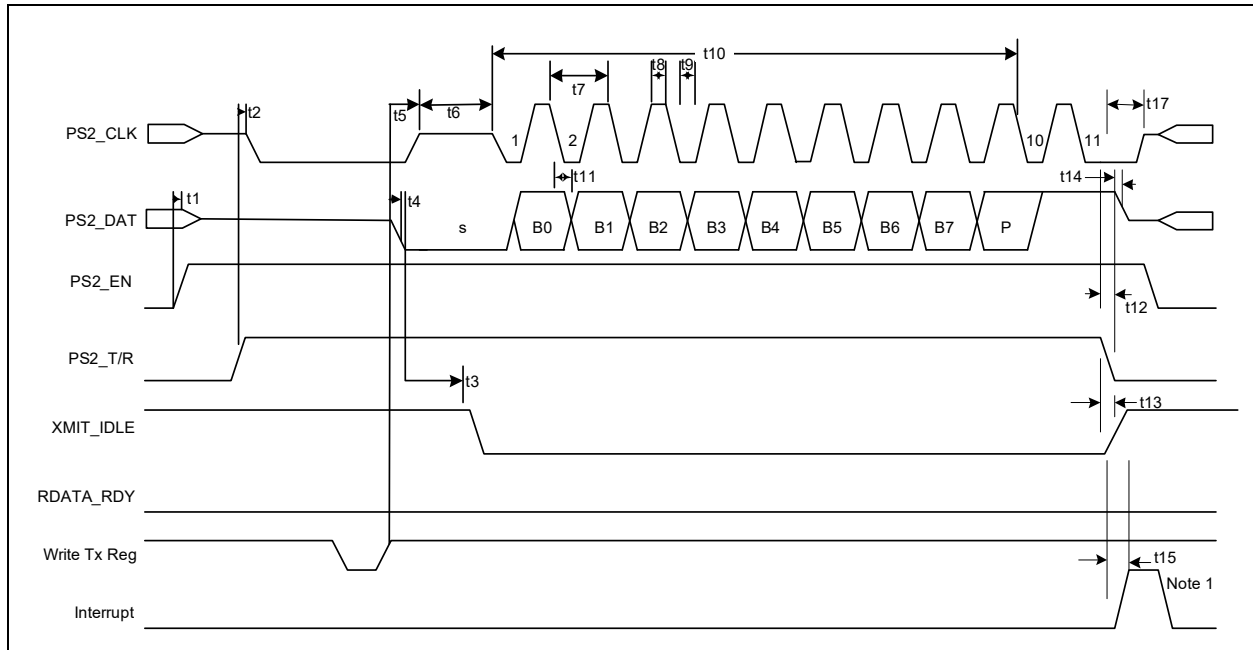 t10
t8 t9
t2 t5 t6 t7 t17
PS2_CLK 1 2 10 11
t14
t1 t4 t11
PS2_DAT s B0 B1 B2 B3 B4 B5 B6 B7 P
PS2_EN
t12
PS2_T/R
t3
t13
XMIT_IDLE
RDATA_RDY
Write Tx Reg t15
Note 1
Interrupt